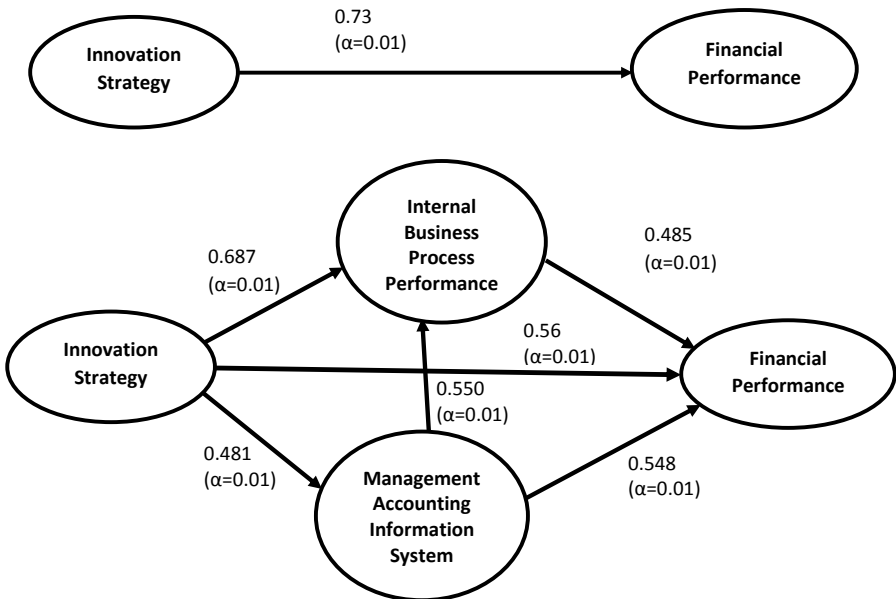 0.73
(α=0.01)
Innovation
Strategy
Financial
Performance
Internal
Business
Process
Performance
0.687
(α=0.01)
0.485
(α=0.01)
Innovation
Strategy
0.56
(α=0.01)
Financial
Performance
0.550
(α=0.01)
0.481
(α=0.01)
Management
Accounting
Information
System
0.548
(α=0.01)